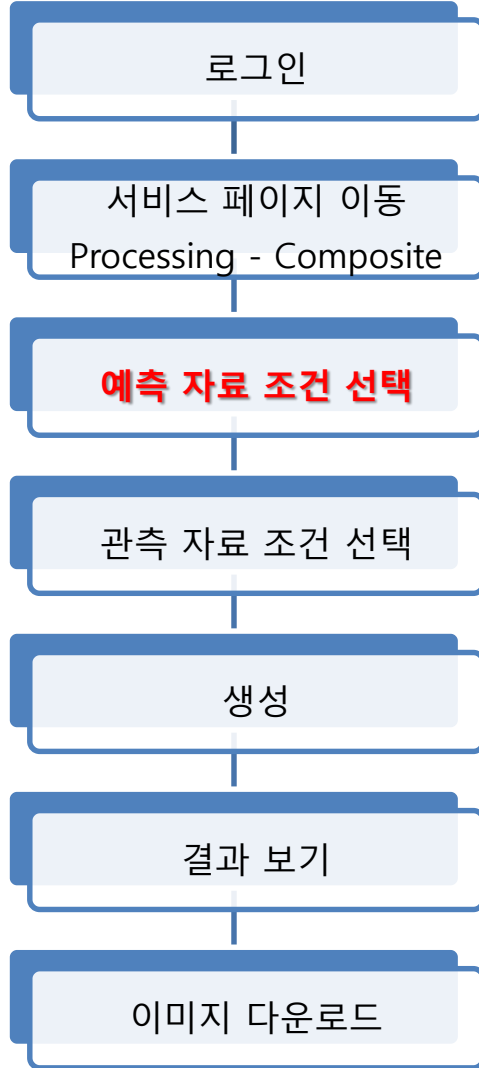 로그인
서비스 페이지 이동
Processing - Composite
예측 자료 조건 선택
관측 자료 조건 선택
생성
결과 보기
이미지 다운로드